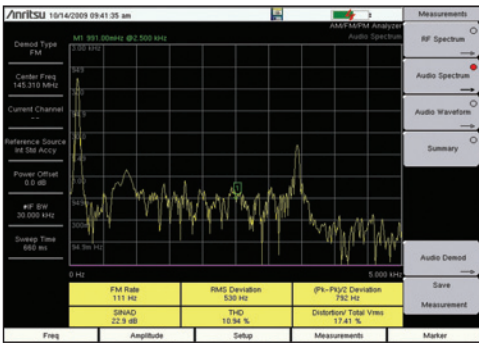 Anritsu 10/14/2009 09:41:35 am
Measurements
AM/FM/PM Analyzer
Audio Spectrum
M1 991.00mHz @2.500 kHz
3.00 kHz
Demod Type
FM
Center Freq
145.310 MHz
Current Channel
--
Reference Source
Int Std Accy
Power Offset
0.0 dB
#IF BW
30.000 kHz
Sweep Time
660 ms
1
0 Hz
5.000 kHz
FM Rate
111 Hz
RMS Deviation
530 Hz
(Pk-Pk)/2 Deviation
792 Hz
SINAD
22.9 dB
THD
10.94 %
Distortion/ Total Vrms
17.41 %
RF Spectrum
Audio Spectrum
Audio Waveform
Summary
Audio Demod
Save
Measurement
Freq
Amplitude
Setup
Measurements
Marker